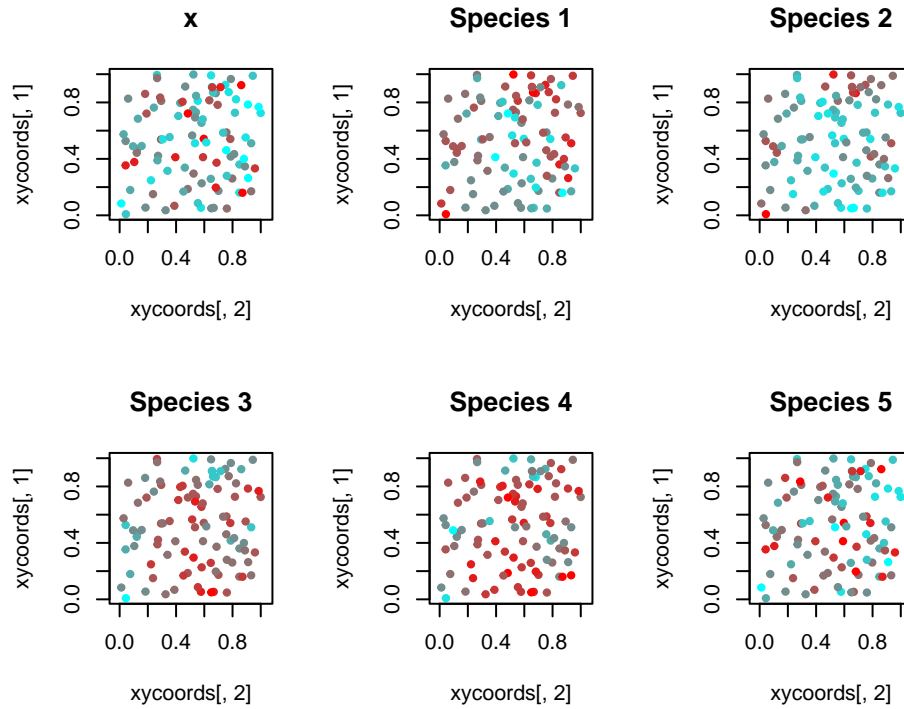 x
xycoords[, 1]
0.0 0.4 0.8
0.0 0.4 0.8
xycoords[, 2]
Species 1
xycoords[, 1]
0.0 0.4 0.8
0.0 0.4 0.8
xycoords[, 2]
Species 2
xycoords[, 1]
0.0 0.4 0.8
0.0 0.4 0.8
xycoords[, 2]
Species 3
xycoords[, 1]
0.0 0.4 0.8
0.0 0.4 0.8
xycoords[, 2]
Species 4
xycoords[, 1]
0.0 0.4 0.8
0.0 0.4 0.8
xycoords[, 2]
Species 5
xycoords[, 1]
0.0 0.4 0.8
0.0 0.4 0.8
xycoords[, 2]